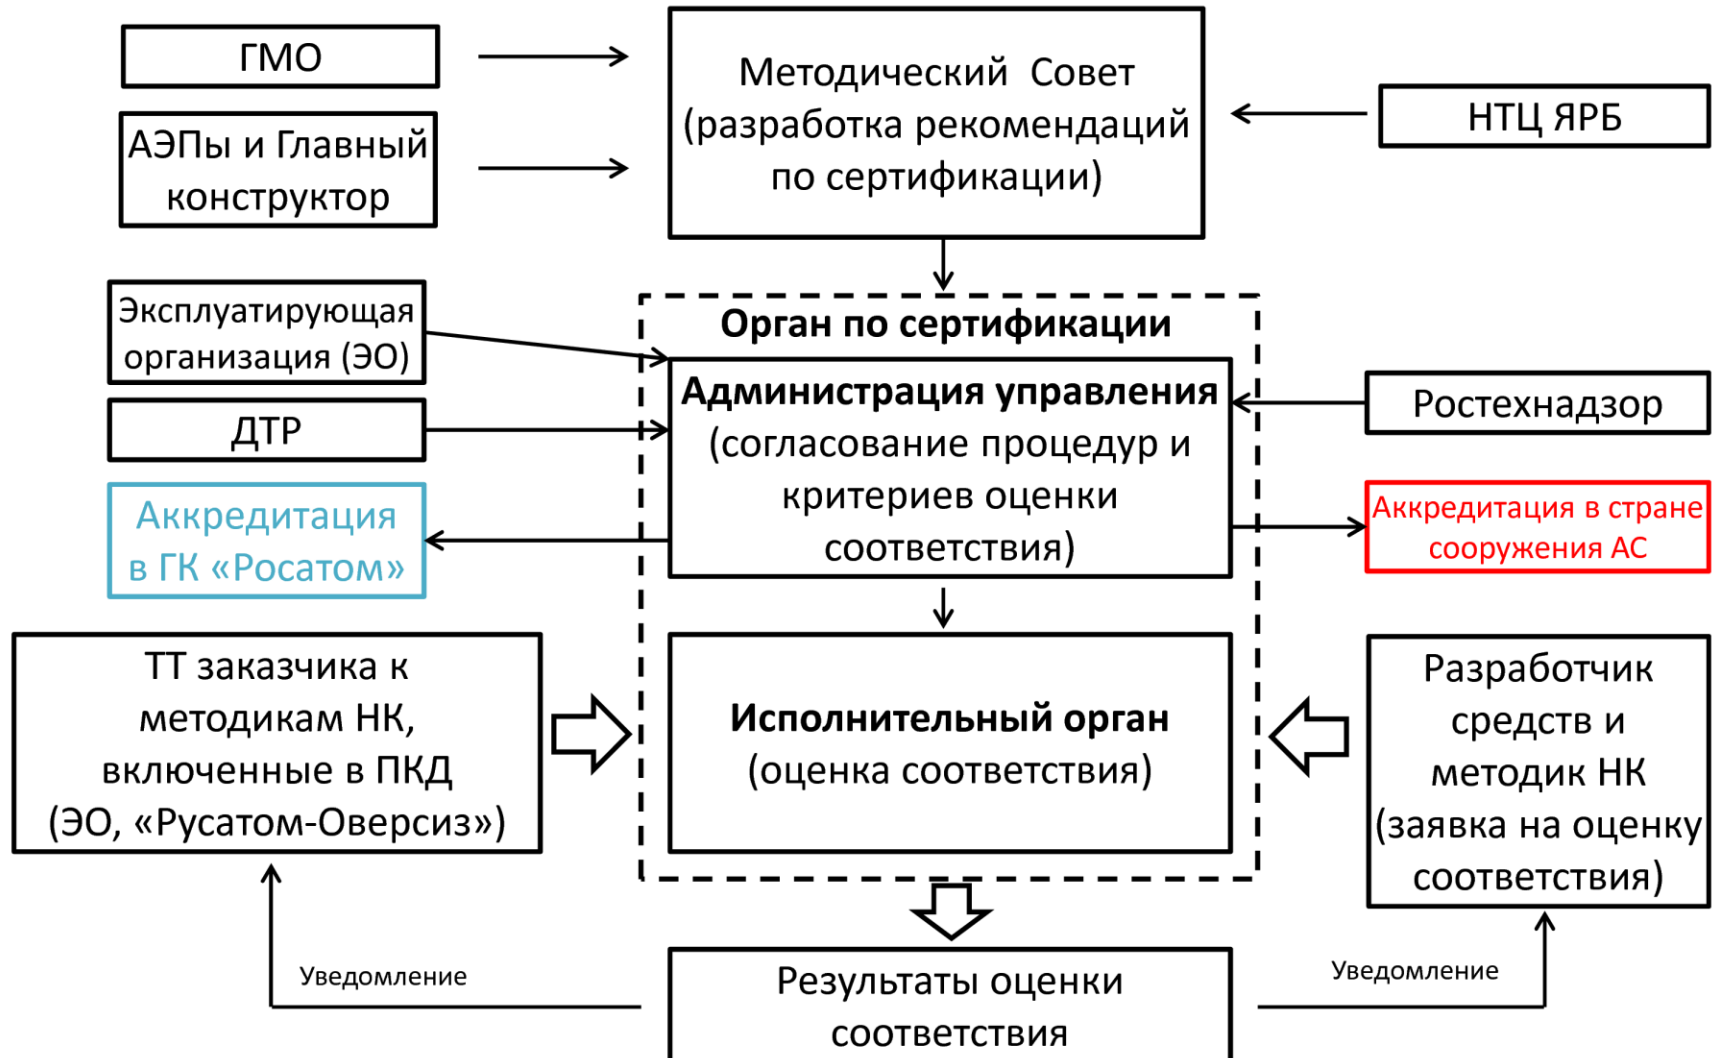 ГМО
Методический Совет
(разработка рекомендаций
по сертификации)
НТЦ ЯРБ
АЭПы и Главный
конструктор
Эксплуатирующая
организация (ЭО)
Орган по сертификации
Администрация управления
(согласование процедур и
критериев оценки
соответствия)
Ростехнадзор
ДТР
Аккредитация
в ГК «Росатом»
Аккредитация в стране
сооружения АС
ТТ заказчика к
методикам НК,
включенные в ПКД
(ЭО, «Русатом-Оверсиз»)
Исполнительный орган
(оценка соответствия)
Разработчик
средств и
методик НК
(заявка на оценку
соответствия)
Уведомление
Результаты оценки
соответствия
Уведомление